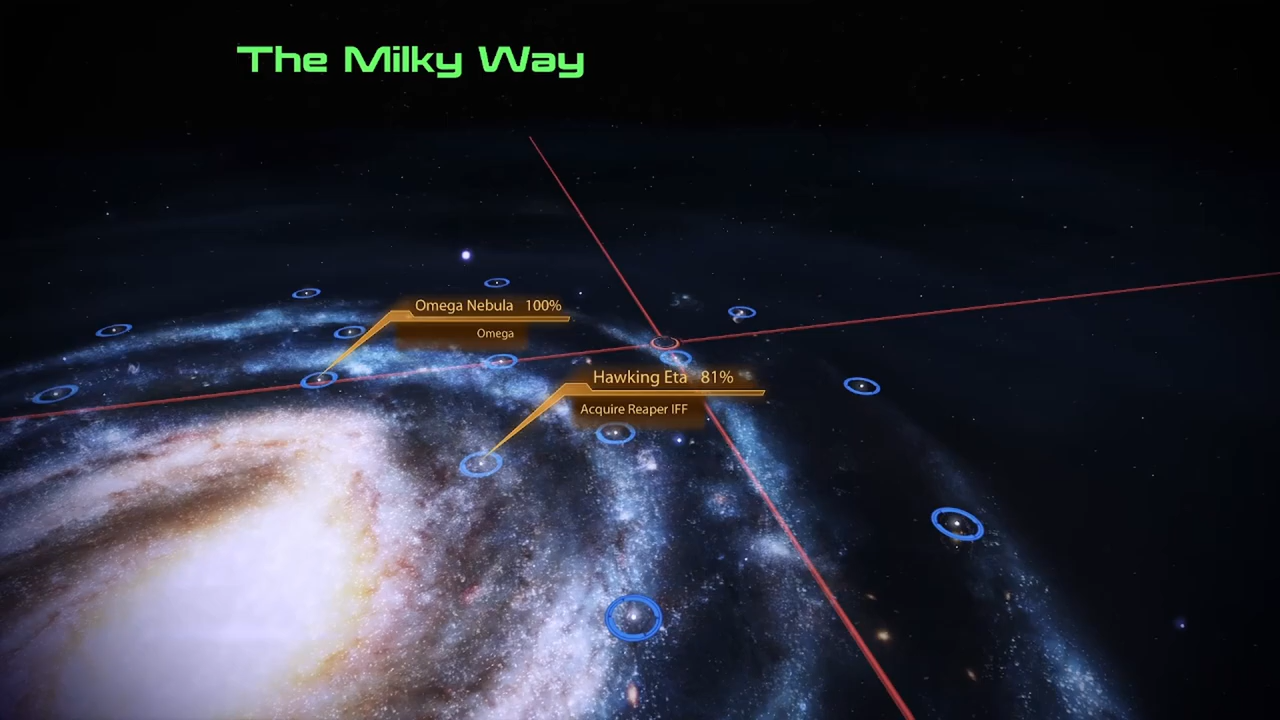 The Milky Way
Omega Nebula 100%
Omega
Hawking Eta 81%
Acquire Reaper IFF